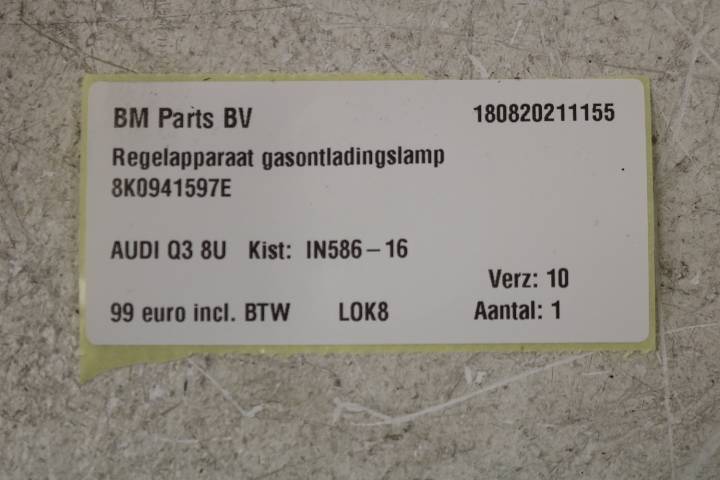 BM Parts BV 180820211155
Regelapparaat gasontladingslamp
8K0941597E
AUDI Q3 8U Kist: IN586-16
Verz: 10
99 euro incl. BTW LOK8 Aantal: 1